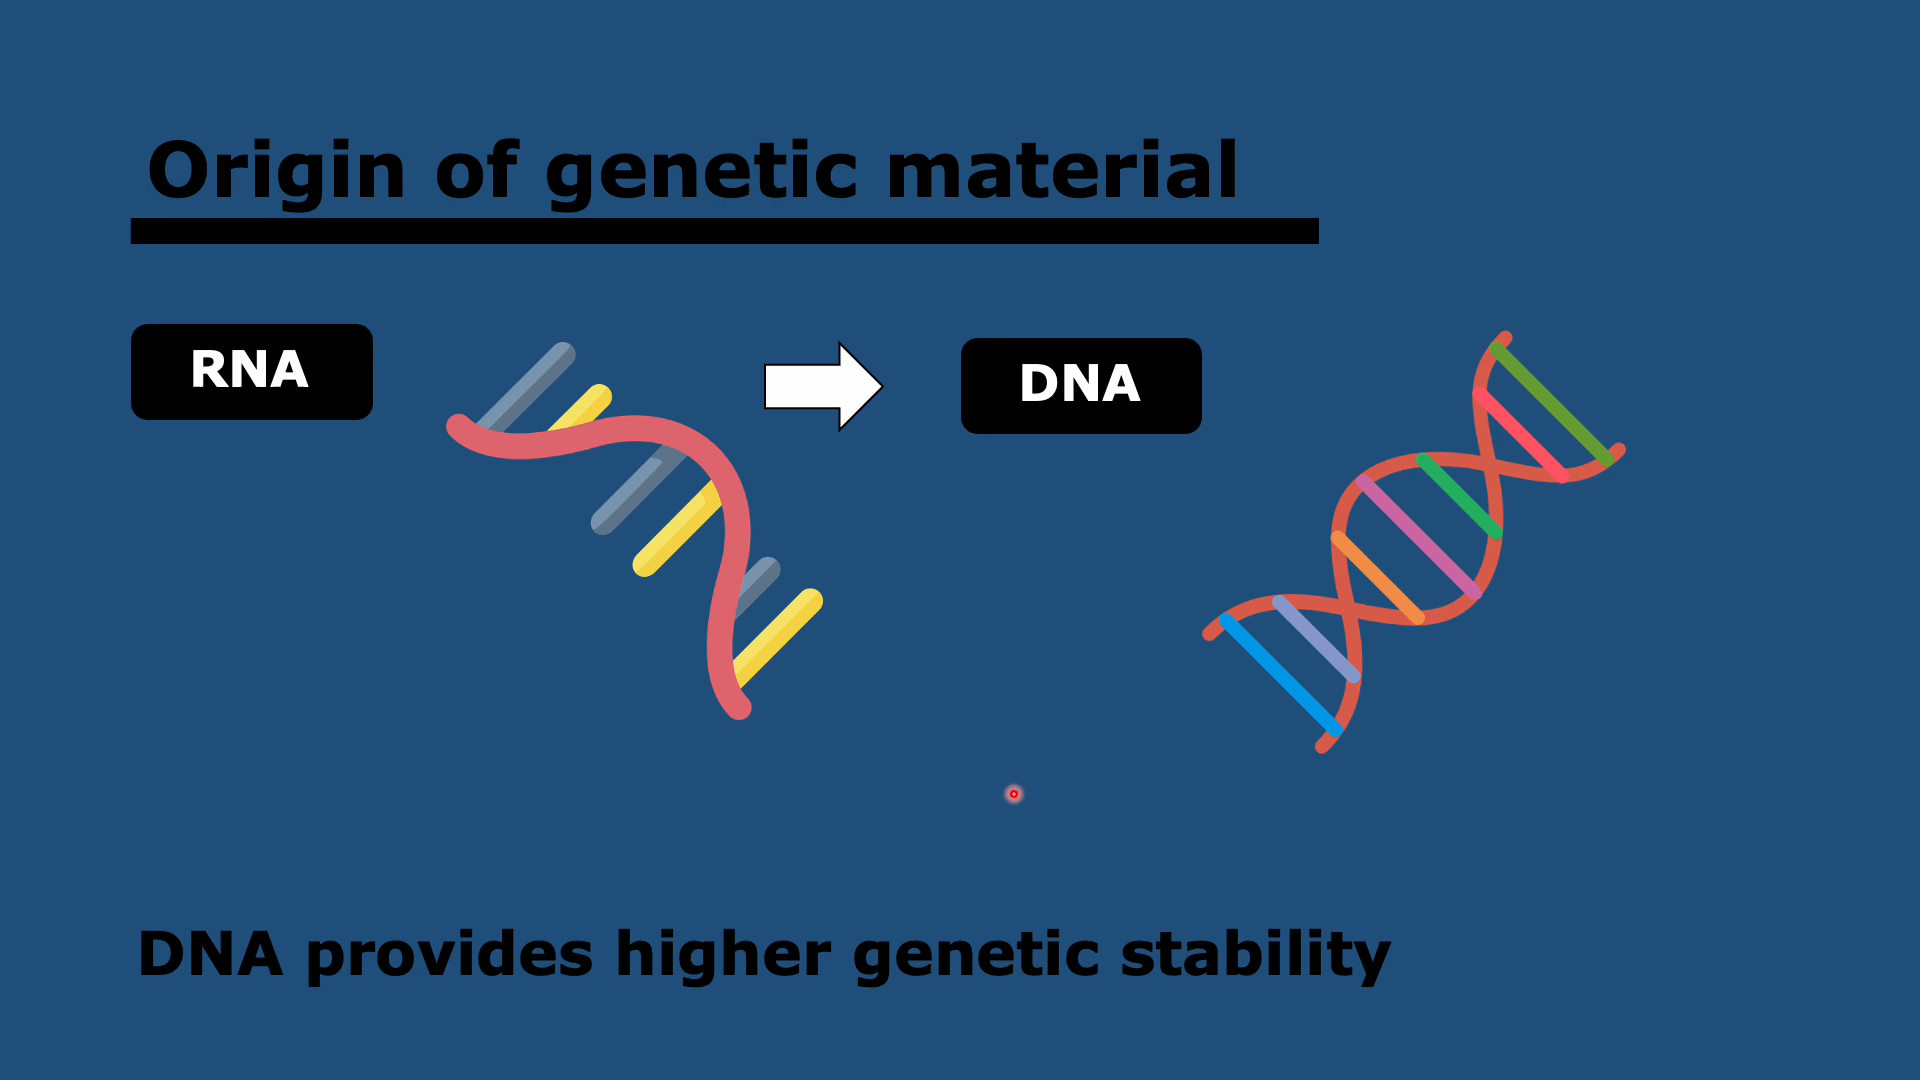 Origin of genetic material
RNA
DNA
DNA provides higher genetic stability